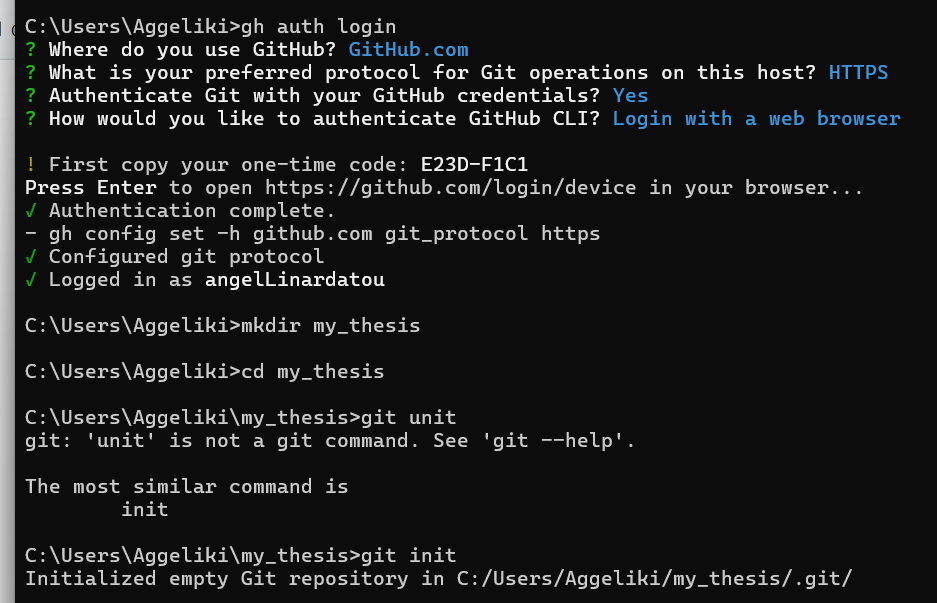 C:\Users\Aggeliki>gh auth login
? Where do you use GitHub? GitHub.com
? What is your preferred protocol for Git operations on this host? HTTPS
? Authenticate Git with your GitHub credentials? Yes
? How would you like to authenticate GitHub CLI? Login with a web browser
! First copy your one-time code: E23D-F1C1
Press Enter to open https://github.com/login/device in your browser...
✓ Authentication complete.
- gh config set -h github.com git_protocol https
✓ Configured git protocol
✓ Logged in as angelLinardatou
C:\Users\Aggeliki>mkdir my_thesis
C:\Users\Aggeliki>cd my_thesis
C:\Users\Aggeliki\my_thesis>git unit
git: 'unit' is not a git command. See 'git --help'.
The most similar command is
init
C:\Users\Aggeliki\my_thesis>git init
Initialized empty Git repository in C:/Users/Aggeliki/my_thesis/.git/